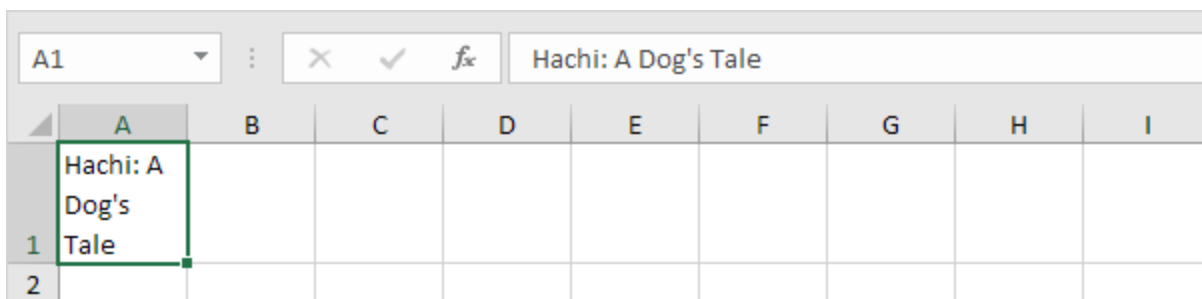 A1 fx Hachi: A Dog's Tale
A B C D E F G H I
Hachi: A
Dog's
1 Tale
2